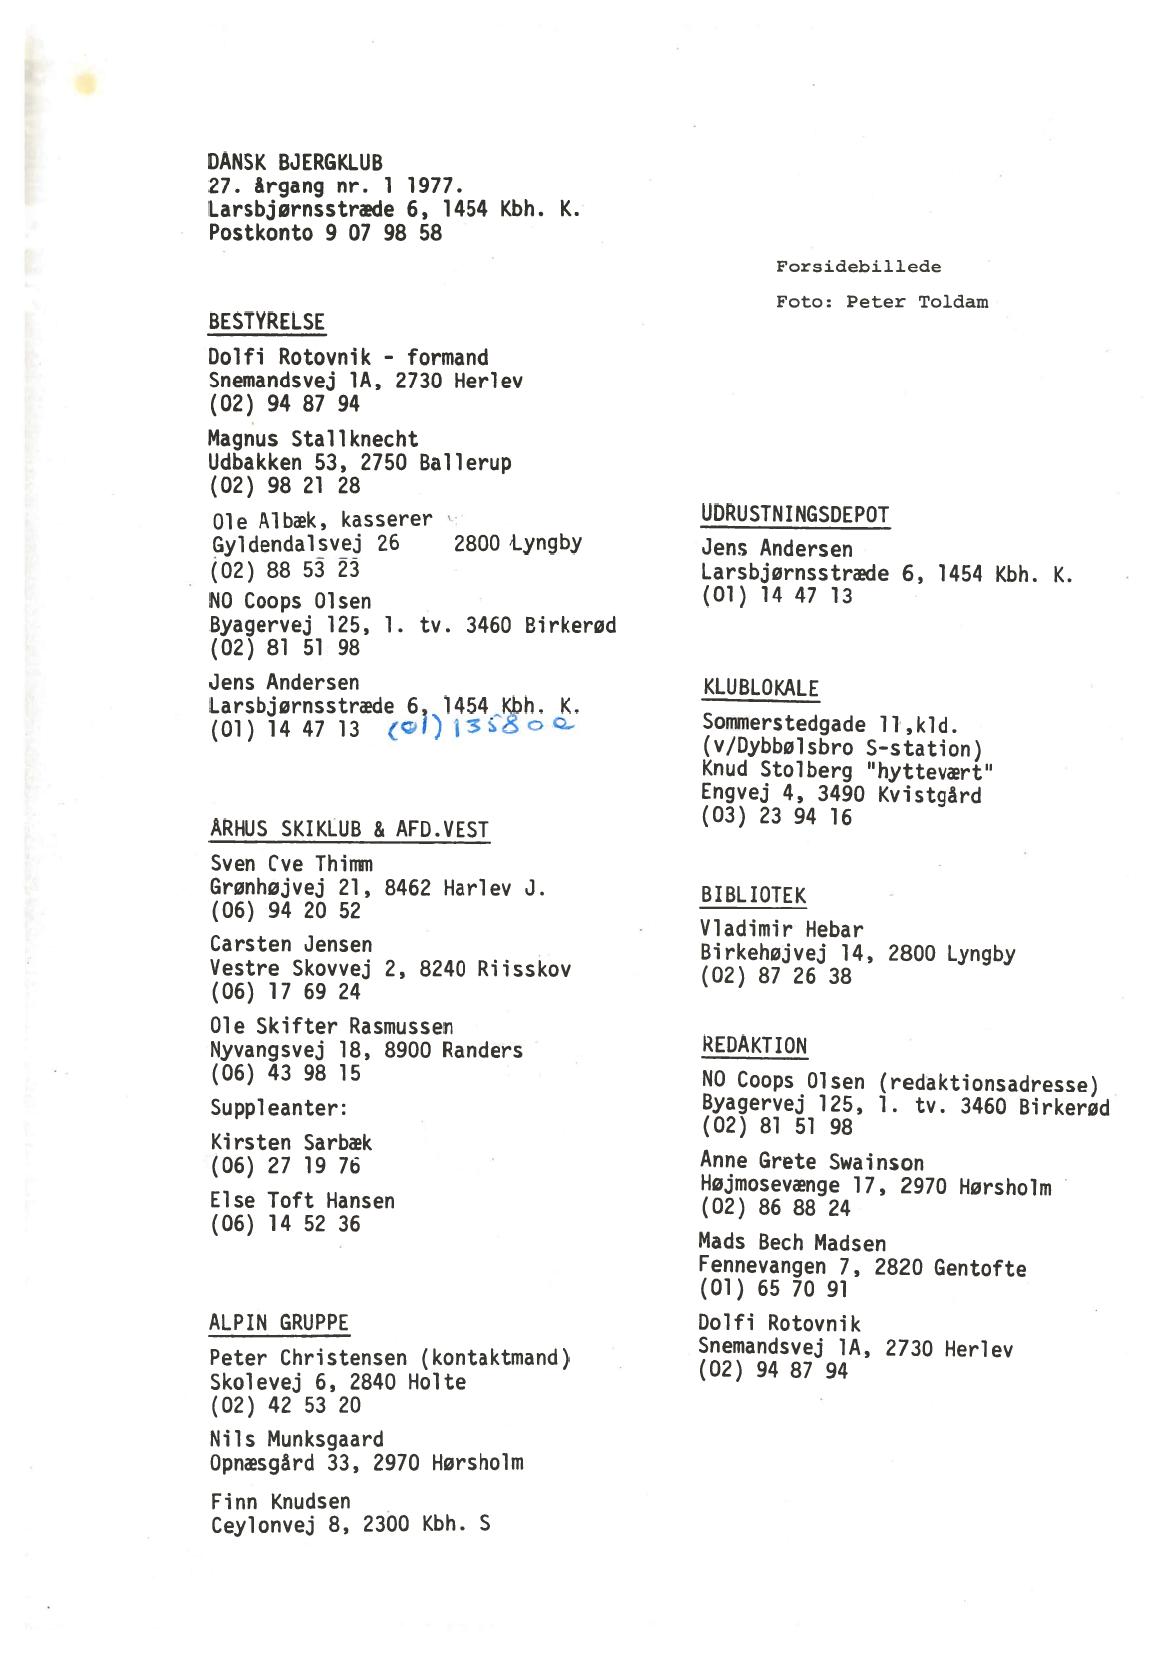 DANSK BJERGKLUB
27. årgang nr. 1 1977.
Larsbjørnsstræde 6, 1454 Kbh. K.
Postkonto 9 07 98 58
Forsidebillede
Foto: Peter Toldam
BESTYRELSE
Dolfi Rotovnik - formand
Snemandsvej 1A, 2730 Herlev
(02) 94 87 94
Magnus Stallknecht
Udbakken 53, 2750 Ballerup
(02) 98 21 28
Ole Albæk, kasserer
Gyldendalsvej 26 2800 Lyngby
(02) 88 53 23
NO Coops Olsen
Byagervej 125, 1. tv. 3460 Birkerød
(02) 81 51 98
Jens Andersen
Larsbjørnsstræde 6, 1454 Kbh. K.
(01) 14 47 13 (01) 135800
ÅRHUS SKIKLUB & AFD.VEST
Sven Cve Thimm
Grønhøjvej 21, 8462 Harlev J.
(06) 94 20 52
Carsten Jensen
Vestre Skovvej 2, 8240 Riisskov
(06) 17 69 24
Ole Skifter Rasmussen
Nyvangsvej 18, 8900 Randers
(06) 43 98 15
Suppleanter:
Kirsten Sarbæk
(06) 27 19 76
Else Toft Hansen
(06) 14 52 36
ALPIN GRUPPE
Peter Christensen (kontaktmand)
Skolevej 6, 2840 Holte
(02) 42 53 20
Nils Munksgaard
Opnæsgård 33, 2970 Hørsholm
Finn Knudsen
Ceylonvej 8, 2300 Kbh. S
UDRUSTNINGSDEPOT
Jens Andersen
Larsbjørnsstræde 6, 1454 Kbh. K.
(01) 14 47 13
KLUBLOKALE
Sommerstedgade 11,kld.
(v/Dybbølsbro S-station)
Knud Stolberg "hyttevært"
Engvej 4, 3490 Kvistgård
(03) 23 94 16
BIBLIOTEK
Vladimir Hebar
Birkehøjvej 14, 2800 Lyngby
(02) 87 26 38
REDAKTION
NO Coops Olsen (redaktionsadresse)
Byagervej 125, 1. tv. 3460 Birkerød
(02) 81 51 98
Anne Grete Swainson
Højmosevænge 17, 2970 Hørsholm
(02) 86 88 24
Mads Bech Madsen
Fennevangen 7, 2820 Gentofte
(01) 65 70 91
Dolfi Rotovnik
Snemandsvej 1A, 2730 Herlev
(02) 94 87 94